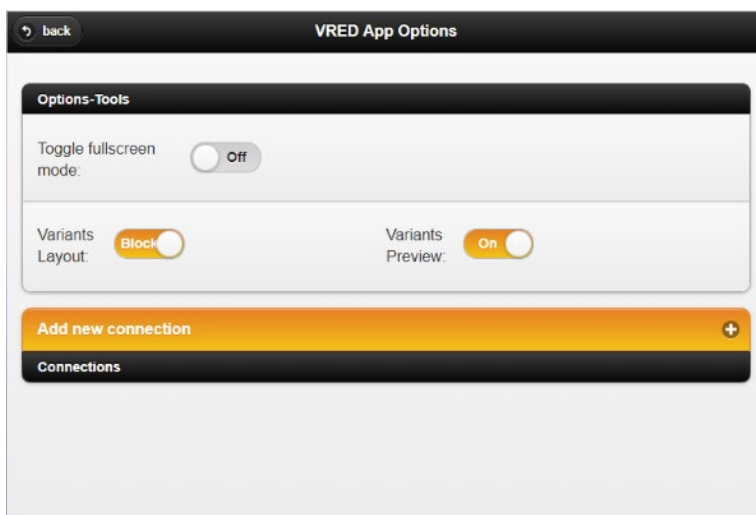 back
VRED App Options
Options-Tools
Toggle fullscreen
mode:
Off
Variants
Layout:
Block
Variants
Preview:
On
Add new connection
Connections